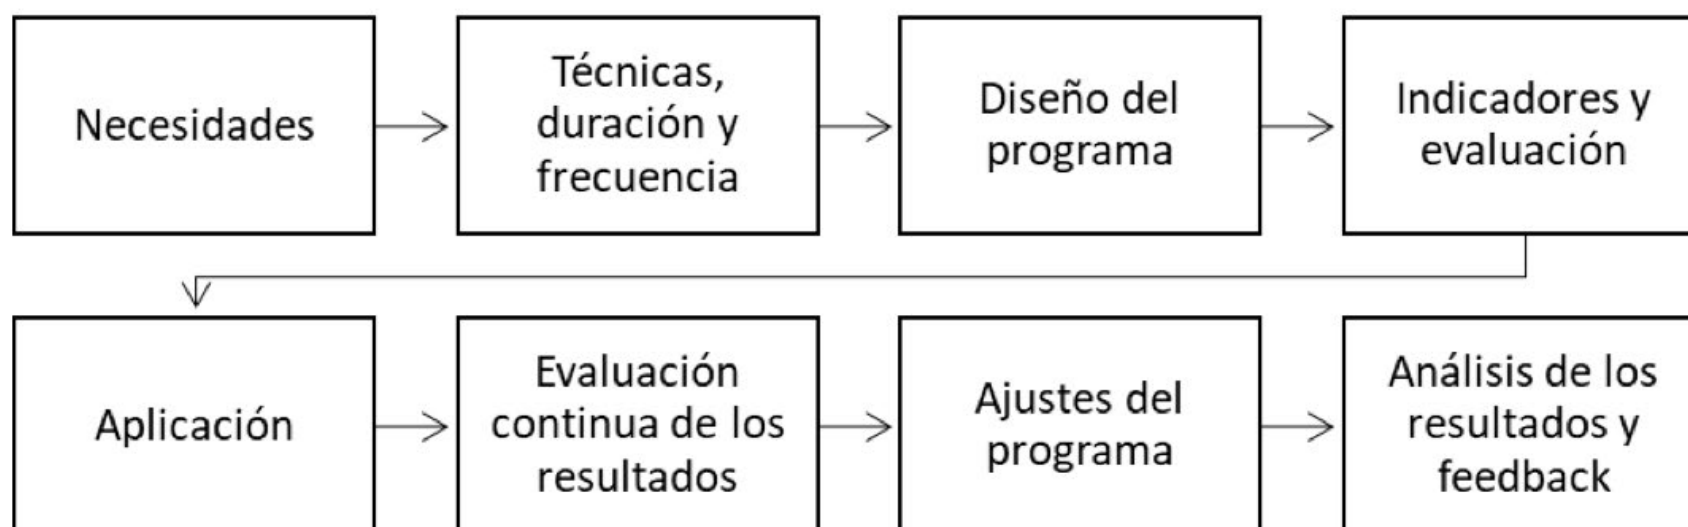 Necesidades
Técnicas,
duración y
frecuencia
Diseño del
programa
Indicadores y
evaluación
Aplicación
Evaluación
continua de los
resultados
Ajustes del
programa
Análisis de los
resultados y
feedback